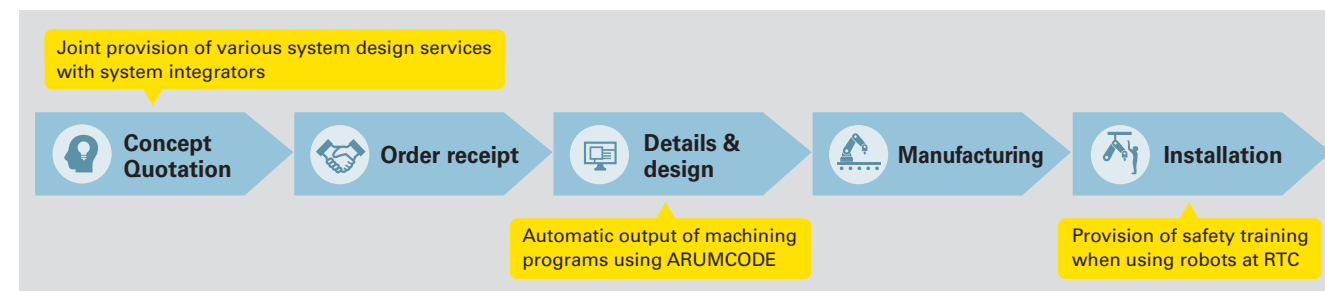 Joint provision of various system design services
with system integrators
Concept
Quotation
Order receipt
Details &
design
Manufacturing
Installation
Automatic output of machining
programs using ARUMCODE
Provision of safety training
when using robots at RTC